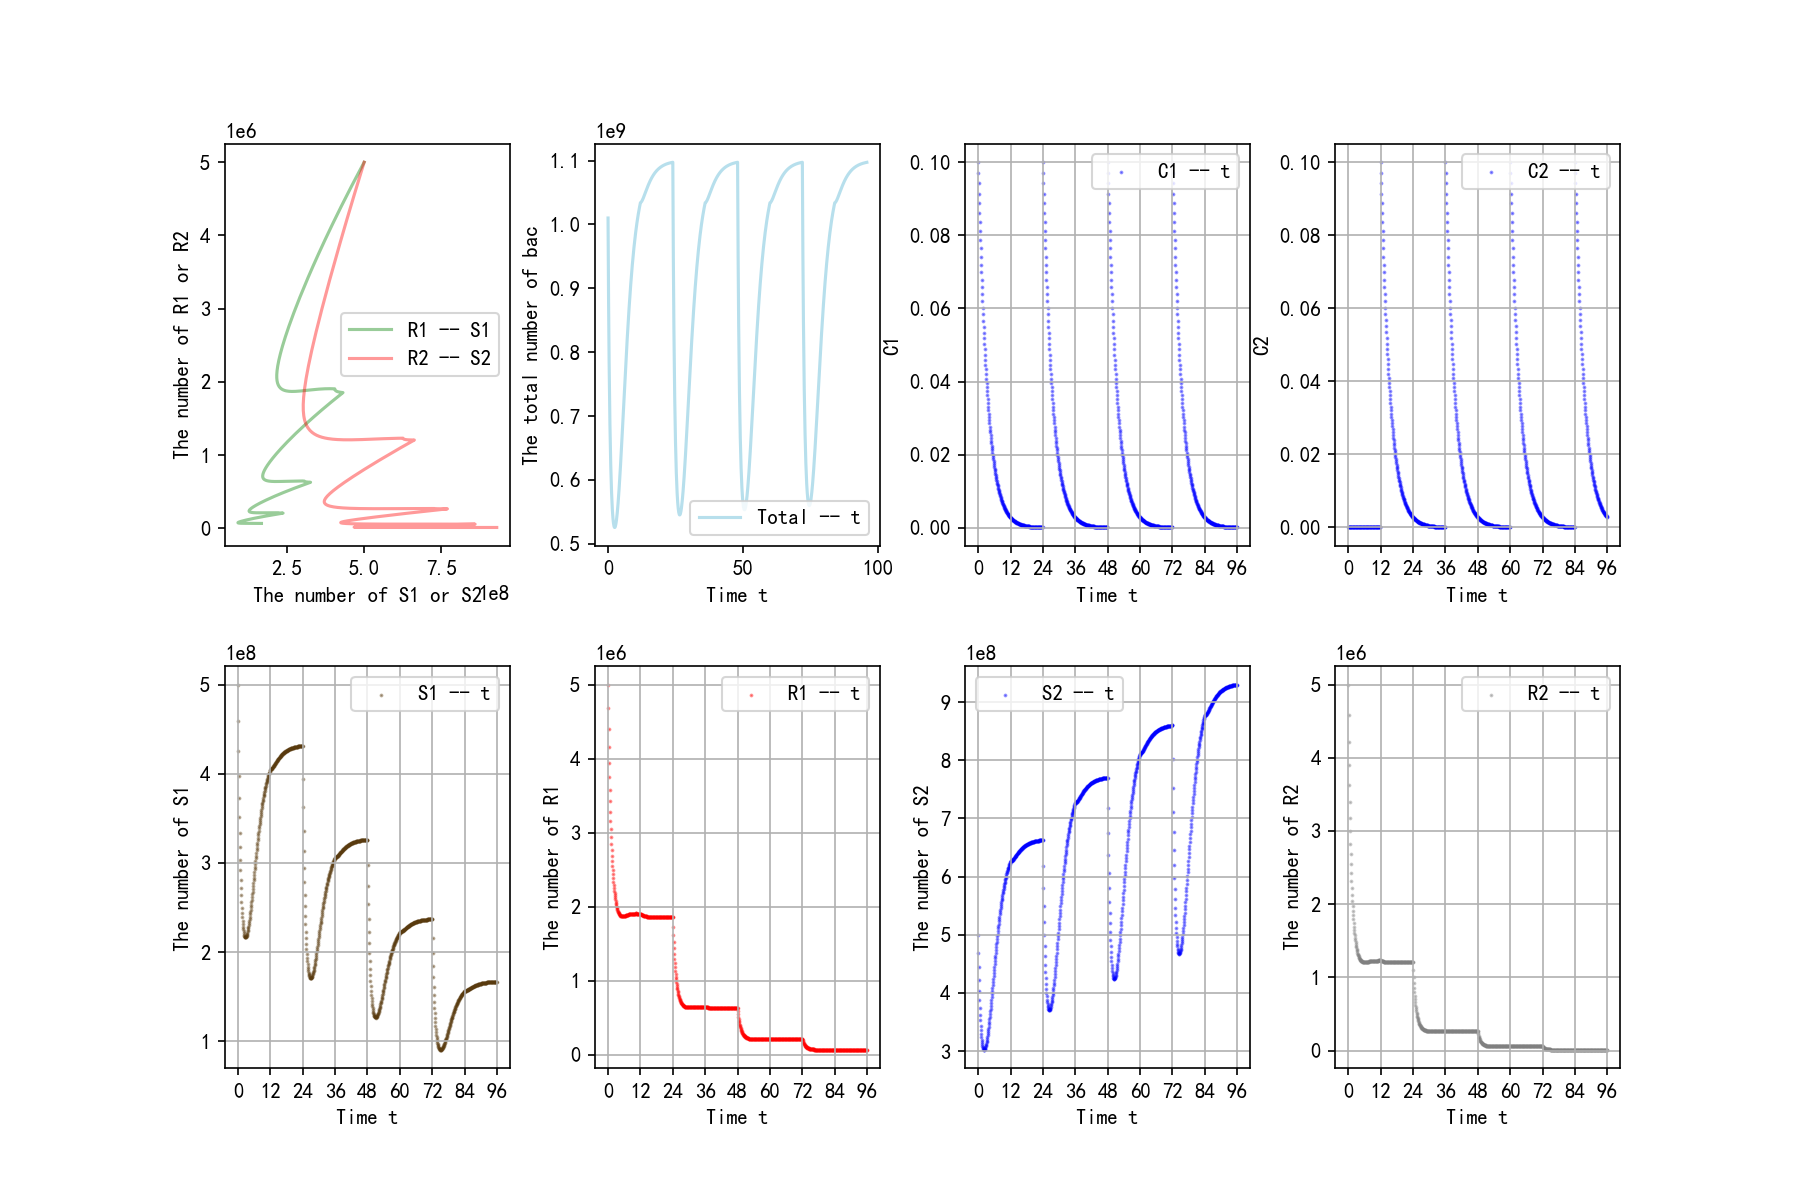 1e6
The number of R1 or R2
5
4
3
2
1
0
R1 -- S1
R2 -- S2
2.5 5.0 7.5
The number of S1 or S2
1e8
1e9
The total number of bac
1.1
1.0
0.9
0.8
0.7
0.6
0.5
Total -- t
0 50 100
Time t
C1
0.10
0.08
0.06
0.04
0.02
0.00
C1 -- t
0 12 24 36 48 60 72 84 96
Time t
C2
0.10
0.08
0.06
0.04
0.02
0.00
C2 -- t
0 12 24 36 48 60 72 84 96
Time t
1e8
The number of S1
5
4
3
2
1
S1 -- t
0 12 24 36 48 60 72 84 96
Time t
1e6
The number of R1
5
4
3
2
1
0
R1 -- t
0 12 24 36 48 60 72 84 96
Time t
1e8
The number of S2
9
8
7
6
5
4
3
S2 -- t
0 12 24 36 48 60 72 84 96
Time t
1e6
The number of R2
5
4
3
2
1
0
R2 -- t
0 12 24 36 48 60 72 84 96
Time t